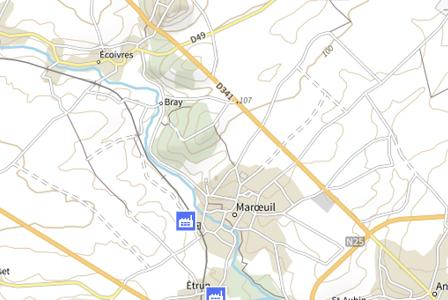 D49
Écoivres
100
D341
107
Bray
Marœuil
N25
Étrun
St-Aubin